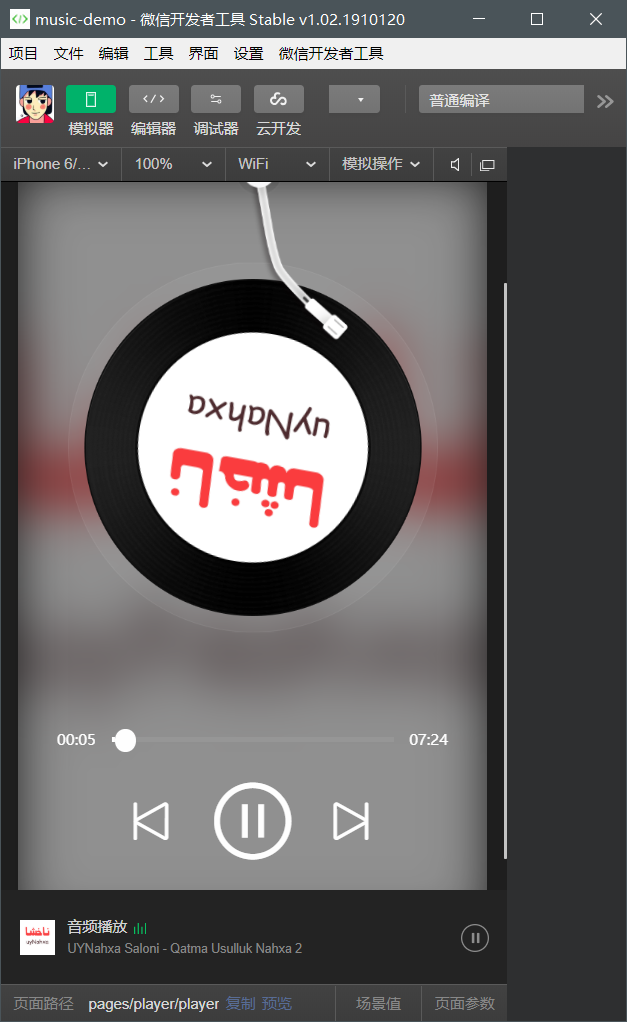 music-demo - 微信开发者工具 Stable v1.02.1910120
项目 文件 编辑 工具 界面 设置 微信开发者工具
模拟器 编辑器 调试器 云开发 普通编译
iPhone 6/... 100% WiFi 模拟操作
uyNahxa
ناخشا
00:05 07:24
音频播放
UYNahxa Saloni - Qatma Usulluk Nahxa 2
ناخشا
uyNahxa
页面路径 pages/player/player 复制 预览 场景值 页面参数